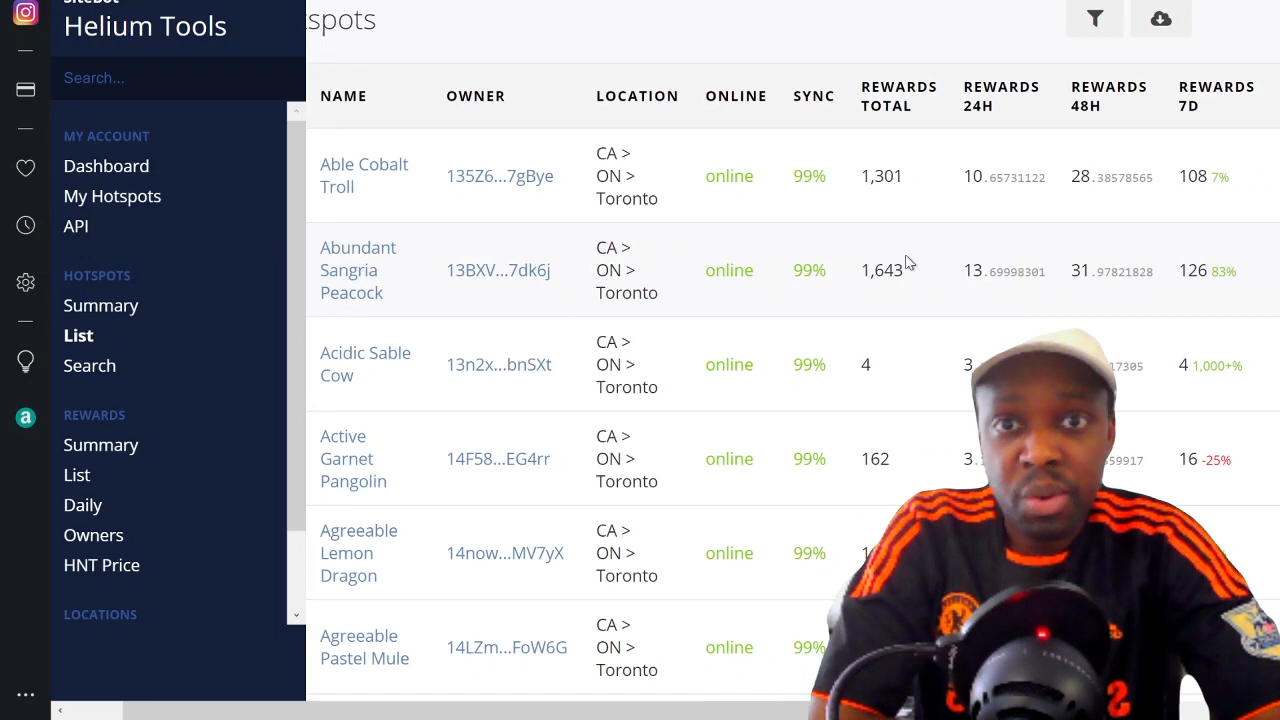 SiteBot
Helium Tools
Search...
MY ACCOUNT
Dashboard
My Hotspots
API
HOTSPOTS
Summary
List
Search
REWARDS
Summary
List
Daily
Owners
HNT Price
LOCATIONS
spots
NAME OWNER LOCATION ONLINE SYNC REWARDS TOTAL REWARDS 24H REWARDS 48H REWARDS 7D
Able Cobalt
Troll
135Z6...7gBye
CA >
ON >
Toronto
online
99%
1,301
10.65731122
28.38578565
108 7%
Abundant
Sangria
Peacock
13BXV...7dk6j
CA >
ON >
Toronto
online
99%
1,643
13.69998301
31.97821828
126 83%
Acidic Sable
Cow
13n2x...bnSXt
CA >
ON >
Toronto
online
99%
4
3
17305
4 1,000+%
Active
Garnet
Pangolin
14F58...EG4rr
CA >
ON >
Toronto
online
99%
162
3.
59917
16 -25%
Agreeable
Lemon
Dragon
14now...MV7yX
CA >
ON >
Toronto
online
99%
Agreeable
Pastel Mule
14LZm...FoW6G
CA >
ON >
Toronto
online
99%